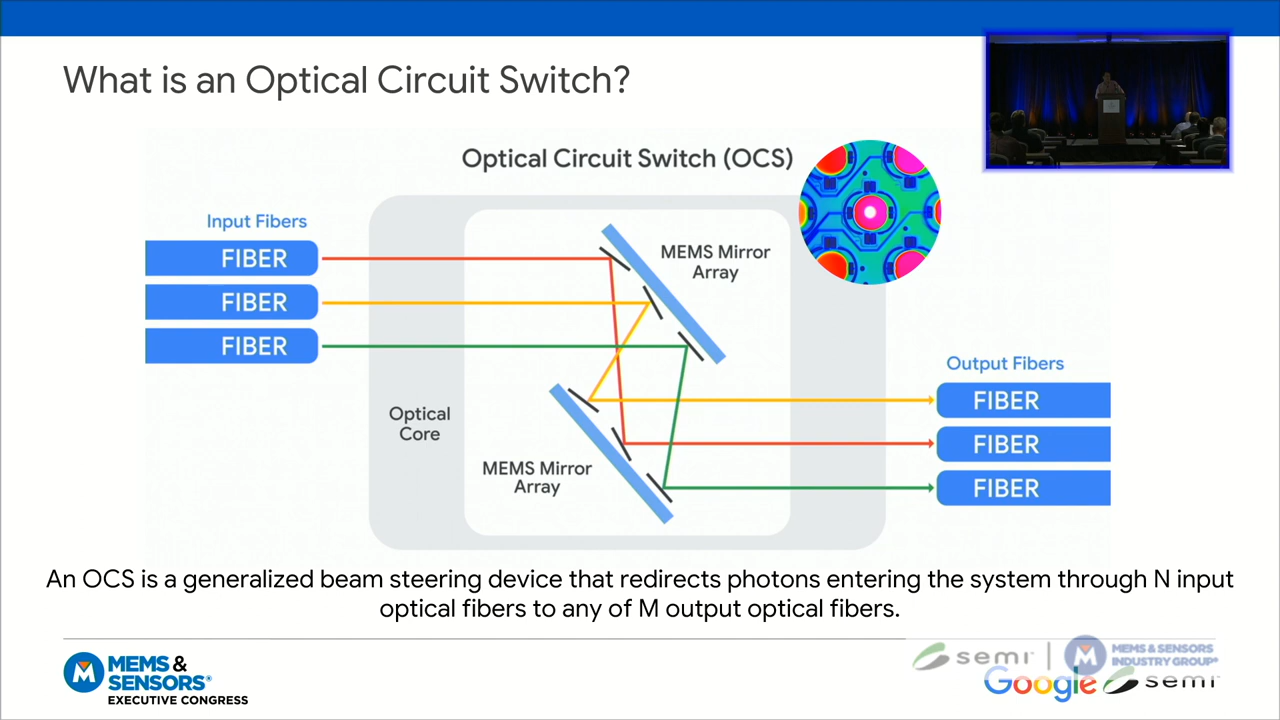 What is an Optical Circuit Switch?
Optical Circuit Switch (OCS)
Input Fibers
FIBER
FIBER
FIBER
MEMS Mirror
Array
Optical
Core
MEMS Mirror
Array
Output Fibers
FIBER
FIBER
FIBER
An OCS is a generalized beam steering device that redirects photons entering the system through N input
optical fibers to any of M output optical fibers.
MEMS &
SENSORS®
EXECUTIVE CONGRESS
semi | MEMS & SENSORS
INDUSTRY GROUP®
Google semi